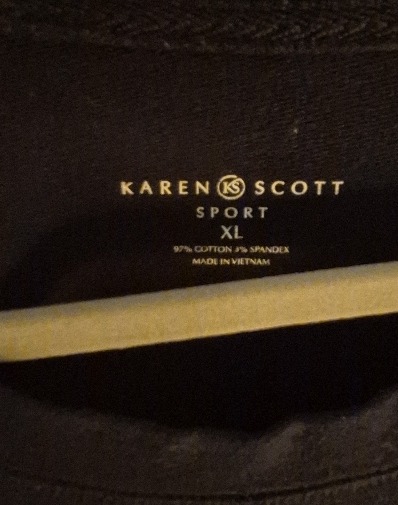 KAREN KS SCOTT
SPORT
XL
97% COTTON 3% SPANDEX
MADE IN VIETNAM